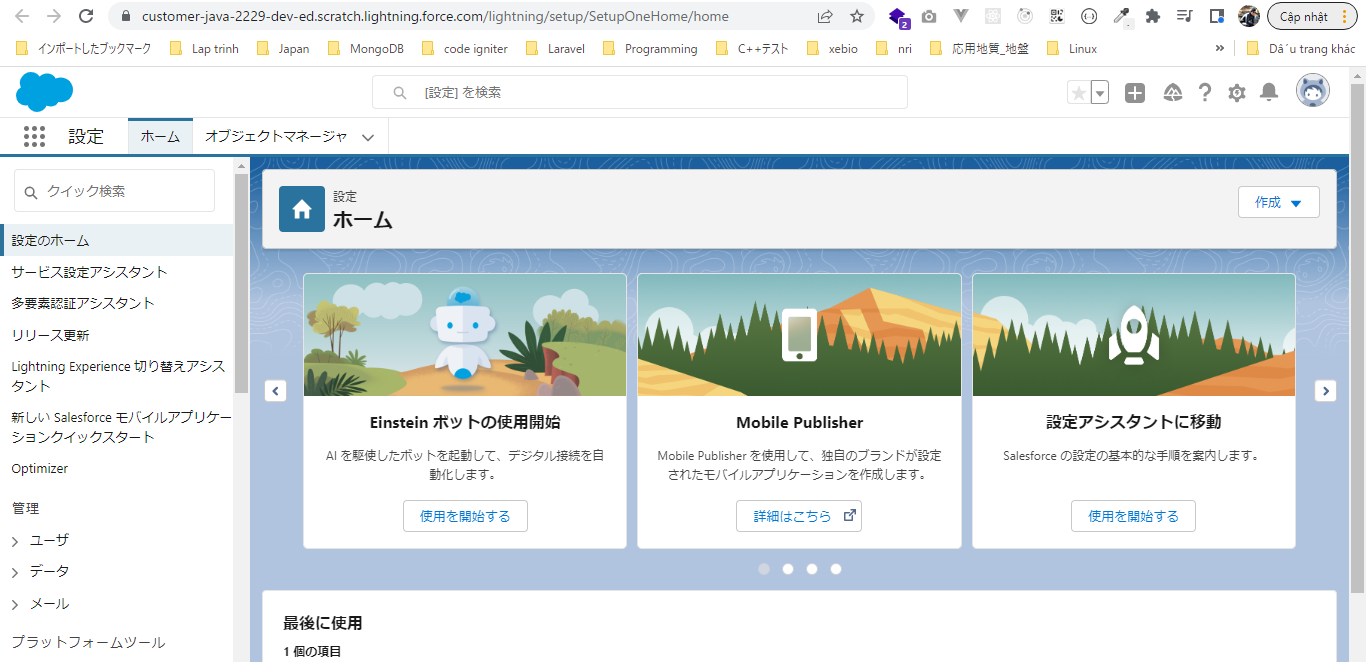 customer-java-2229-dev-ed.scratch.lightning.force.com/lightning/setup/SetupOneHome/home
2
Cập nhật
インポートしたブックマーク
Lap trinh
Japan
MongoDB
code igniter
Laravel
Programming
C++テスト
xebio
nri
応用地質_地盤
Linux
»
Dấu trang khác
[設定] を検索
設定
ホーム
オブジェクトマネージャ
クイック検索
設定のホーム
サービス設定アシスタント
多要素認証アシスタント
リリース更新
Lightning Experience 切り替えアシス
タント
新しい Salesforce モバイルアプリケー
ションクイックスタート
Optimizer
管理
ユーザ
データ
メール
プラットフォームツール
設定
ホーム
作成
Einstein ボットの使用開始
AI を駆使したボットを起動して、デジタル接続を自
動化します。
使用を開始する
Mobile Publisher
Mobile Publisher を使用して、独自のブランドが設定
されたモバイルアプリケーションを作成します。
詳細はこちら
設定アシスタントに移動
Salesforce の設定の基本的な手順を案内します。
使用を開始する
最後に使用
1 個の項目